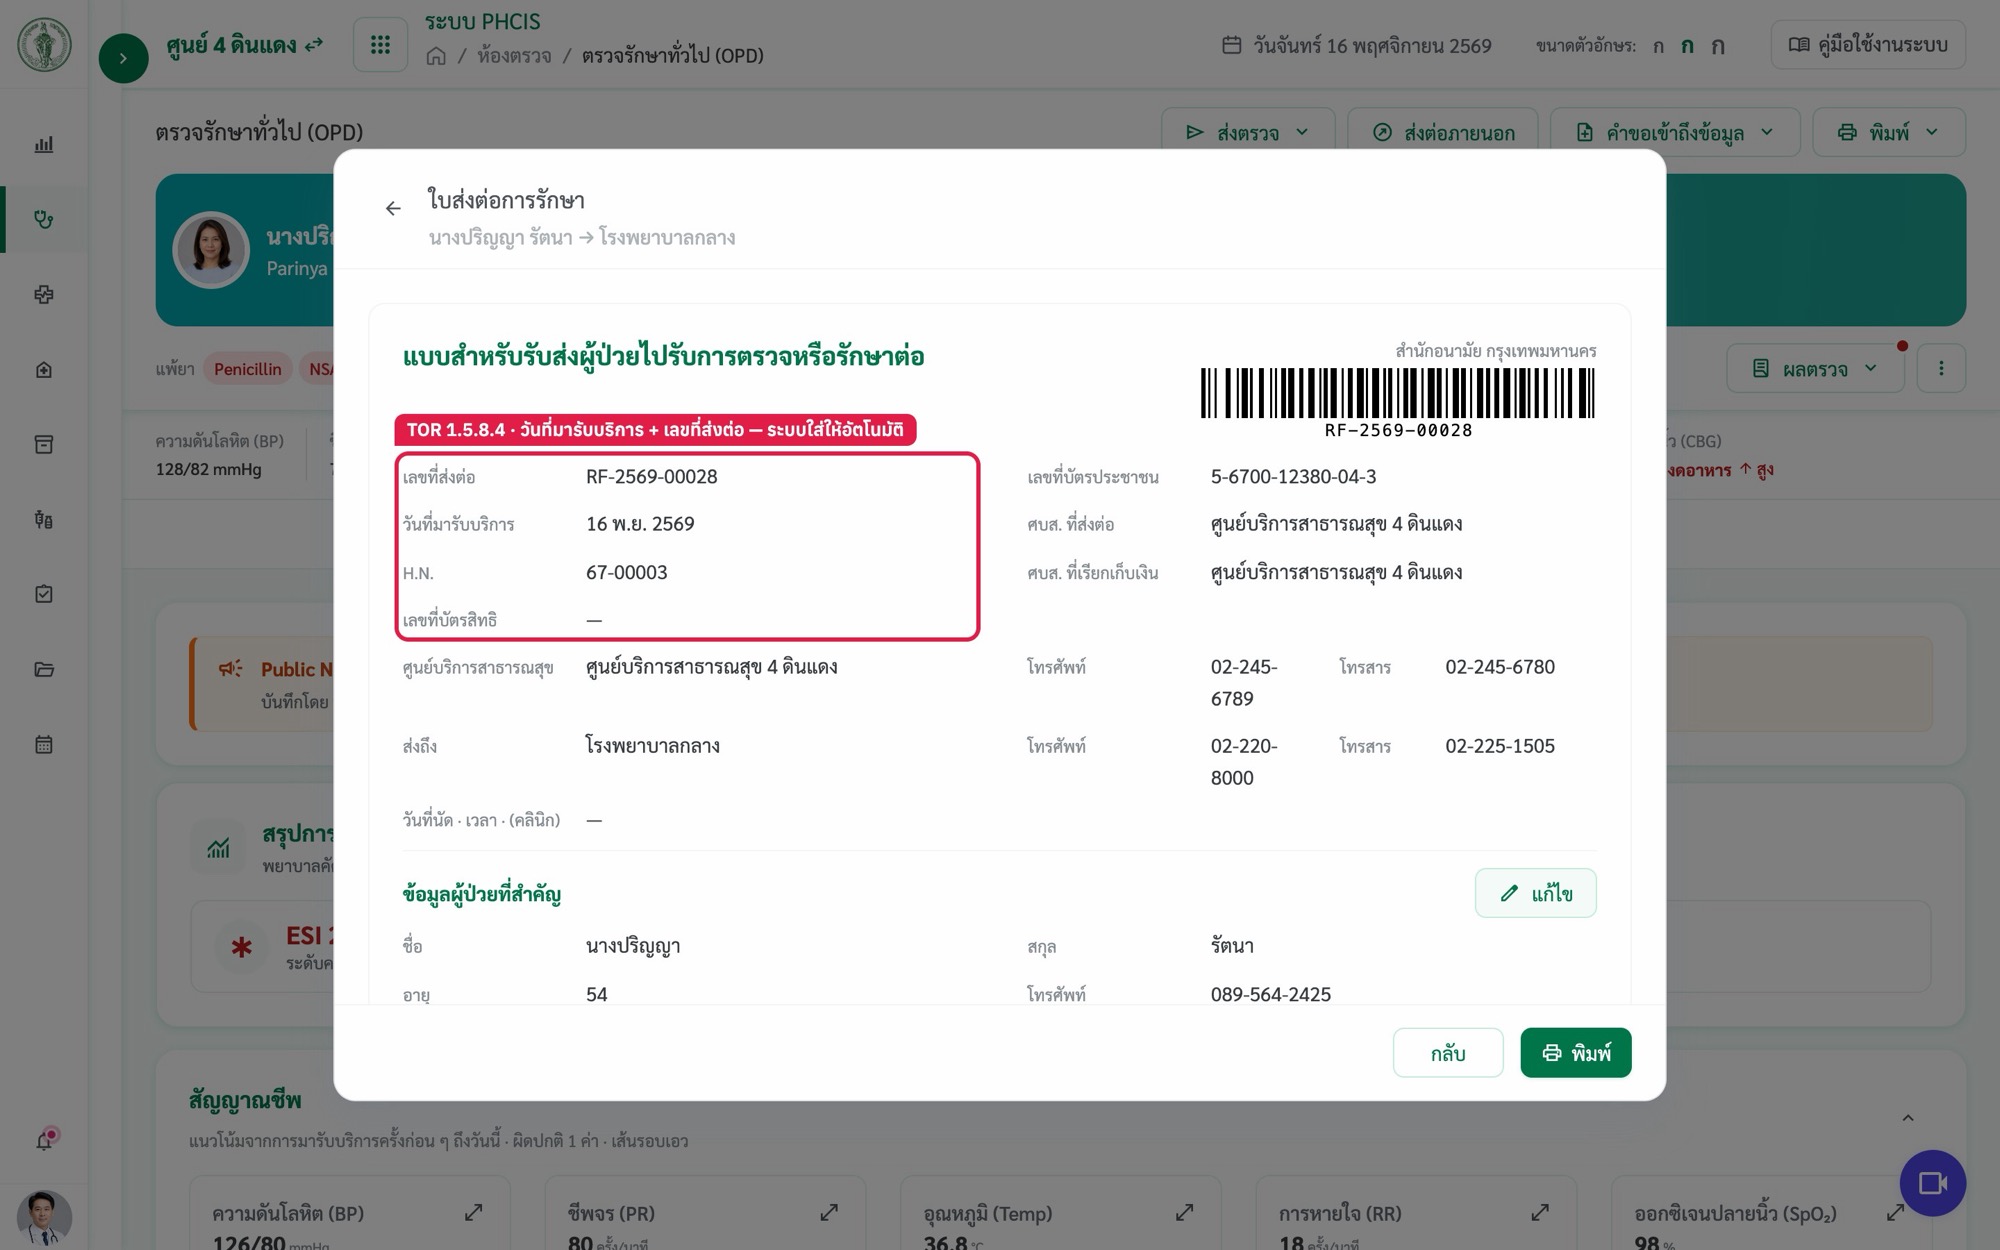 ศูนย์ 4 ดินแดง
ระบบ PHCIS
/ ห้องตรวจ / ตรวจรักษาทั่วไป (OPD)
วันจันทร์ 16 พฤศจิกายน 2569
ขนาดตัวอักษร: ก ก ก
คู่มือใช้งานระบบ
ตรวจรักษาทั่วไป (OPD)
ส่งตรวจ
ส่งต่อภายนอก
คำขอเข้าถึงข้อมูล
พิมพ์
Parinya
แพ้ยา Penicillin
ผลตรวจ
ความดันโลหิต (BP)
128/82 mmHg
(CBG)
สูง
Public
บันทึกโดย
ESI
ใบส่งต่อการรักษา
นางปริญญา รัตนา → โรงพยาบาลกลาง
แบบสำหรับรับส่งผู้ป่วยไปรับการตรวจหรือรักษาต่อ
สำนักอนามัย กรุงเทพมหานคร
RF-2569-00028
TOR 1.5.8.4 · วันที่มารับบริการ + เลขที่ส่งต่อ — ระบบใส่ให้อัตโนมัติ
เลขที่ส่งต่อ RF-2569-00028 เลขที่บัตรประชาชน 5-6700-12380-04-3
วันที่มารับบริการ 16 พ.ย. 2569 ศบส. ที่ส่งต่อ ศูนย์บริการสาธารณสุข 4 ดินแดง
H.N. 67-00003 ศบส. ที่เรียกเก็บเงิน ศูนย์บริการสาธารณสุข 4 ดินแดง
เลขที่บัตรสิทธิ —
ศูนย์บริการสาธารณสุข ศูนย์บริการสาธารณสุข 4 ดินแดง โทรศัพท์ 02-245- โทรสาร 02-245-6780
6789
ส่งถึง โรงพยาบาลกลาง โทรศัพท์ 02-220- โทรสาร 02-225-1505
8000
วันที่นัด · เวลา · (คลินิก) —
ข้อมูลผู้ป่วยที่สำคัญ
แก้ไข
ชื่อ นางปริญญา สกุล รัตนา
อายุ 54 โทรศัพท์ 089-564-2425
กลับ
พิมพ์
สัญญาณชีพ
แนวโน้มจากการมารับบริการครั้งก่อน ๆ ถึงวันนี้ · ผิดปกติ 1 ค่า · เส้นรอบเอว
ความดันโลหิต (BP) ชีพจร (PR) อุณหภูมิ (Temp) การหายใจ (RR) ออกซิเจนปลายนิ้ว (SpO₂)
126/80 mmHg 80 ครั้ง/นาที 36.8 °C 18 ครั้ง/นาที 98 %